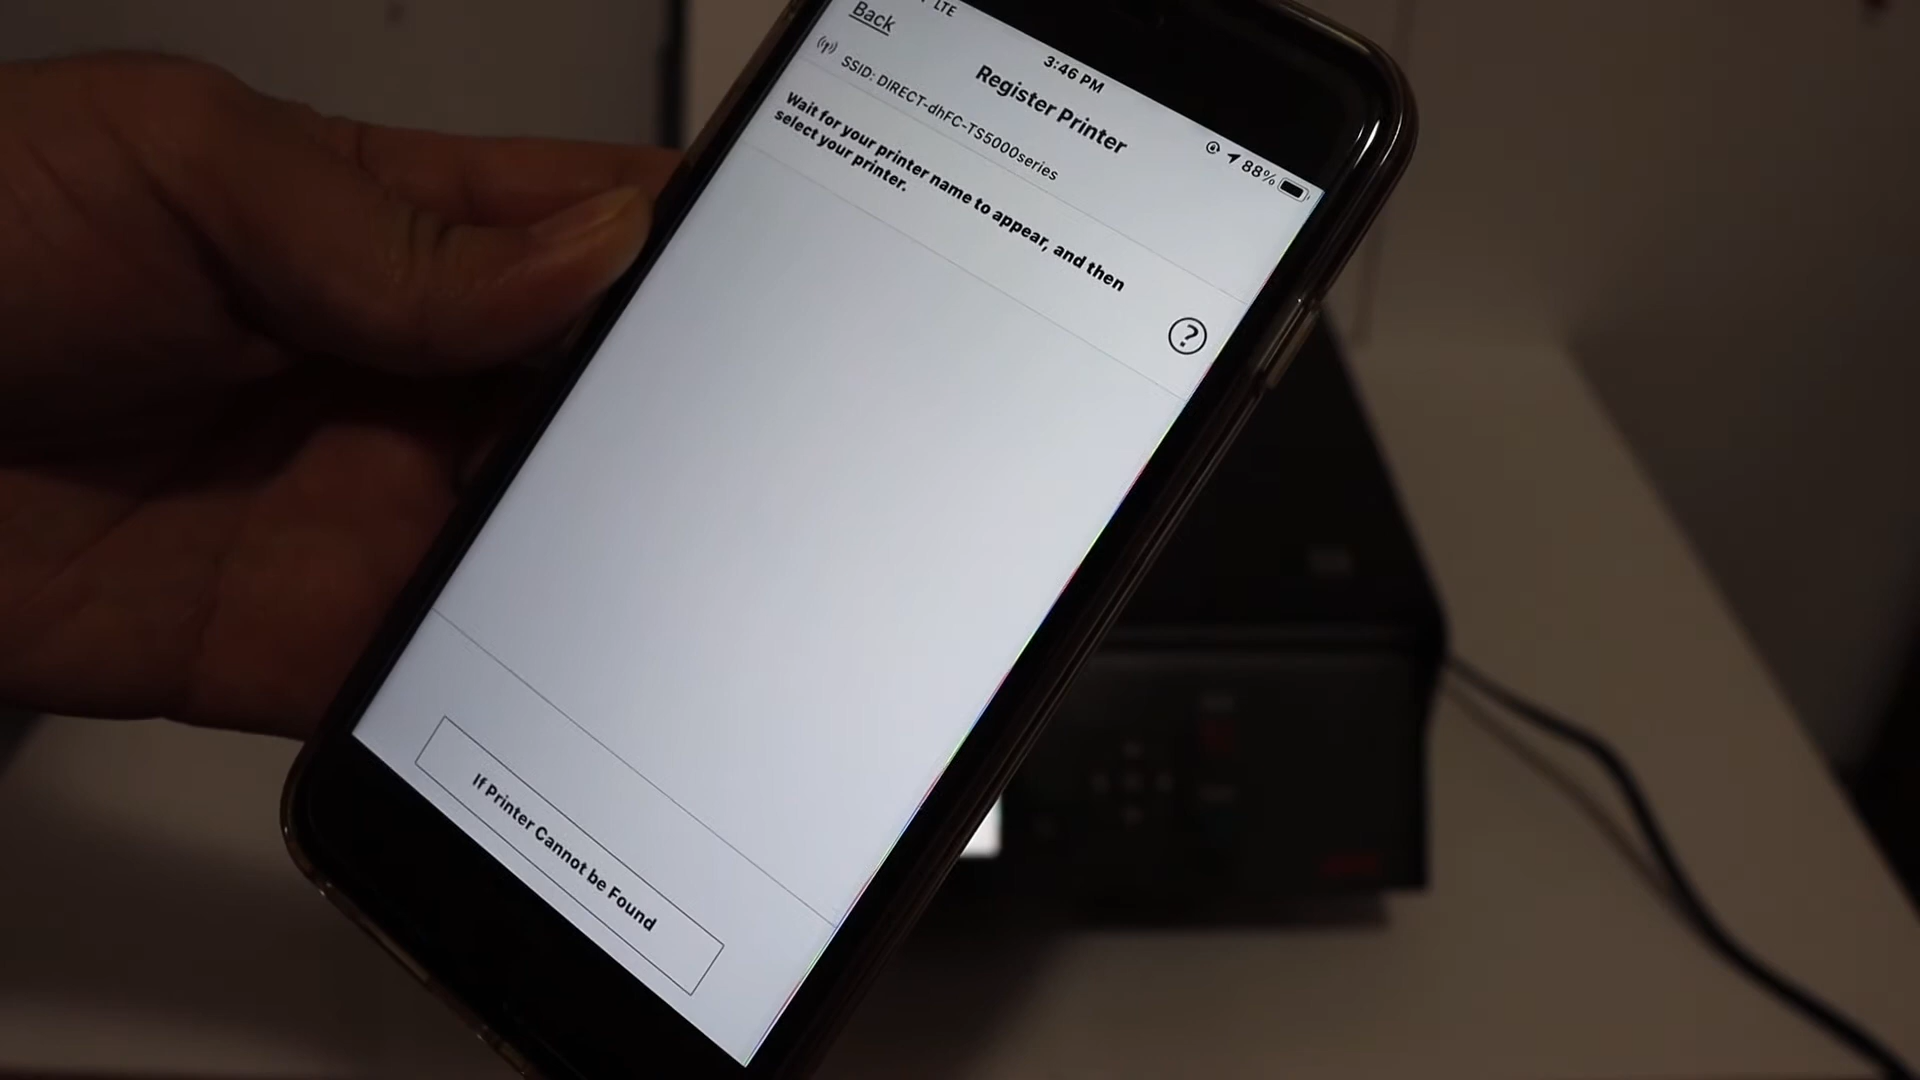 LTE
3:46 PM
88%
Back
Register Printer
SSID: DIRECT-dhFC-TS5000series
Wait for your printer name to appear, and then
select your printer.
?
If Printer Cannot be Found